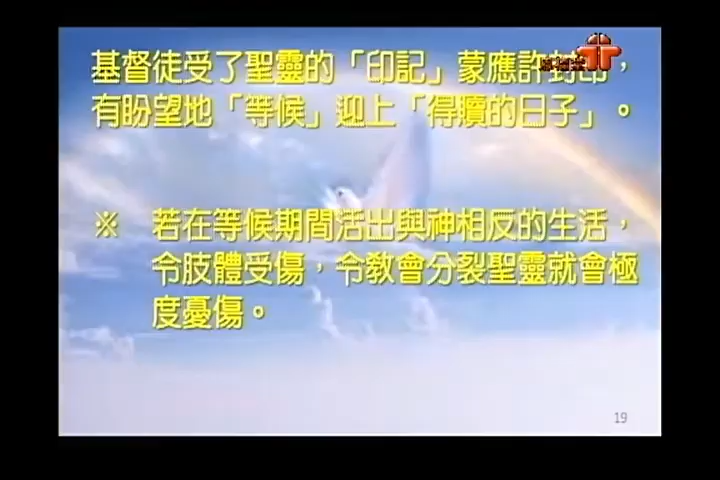 基督徒受了聖靈的「印記」蒙應許封印，
有盼望地「等候」迎上「得贖的日子」。
※ 若在等候期間活出與神相反的生活，
令肢體受傷，令教會分裂聖靈就會極
度憂傷。
19